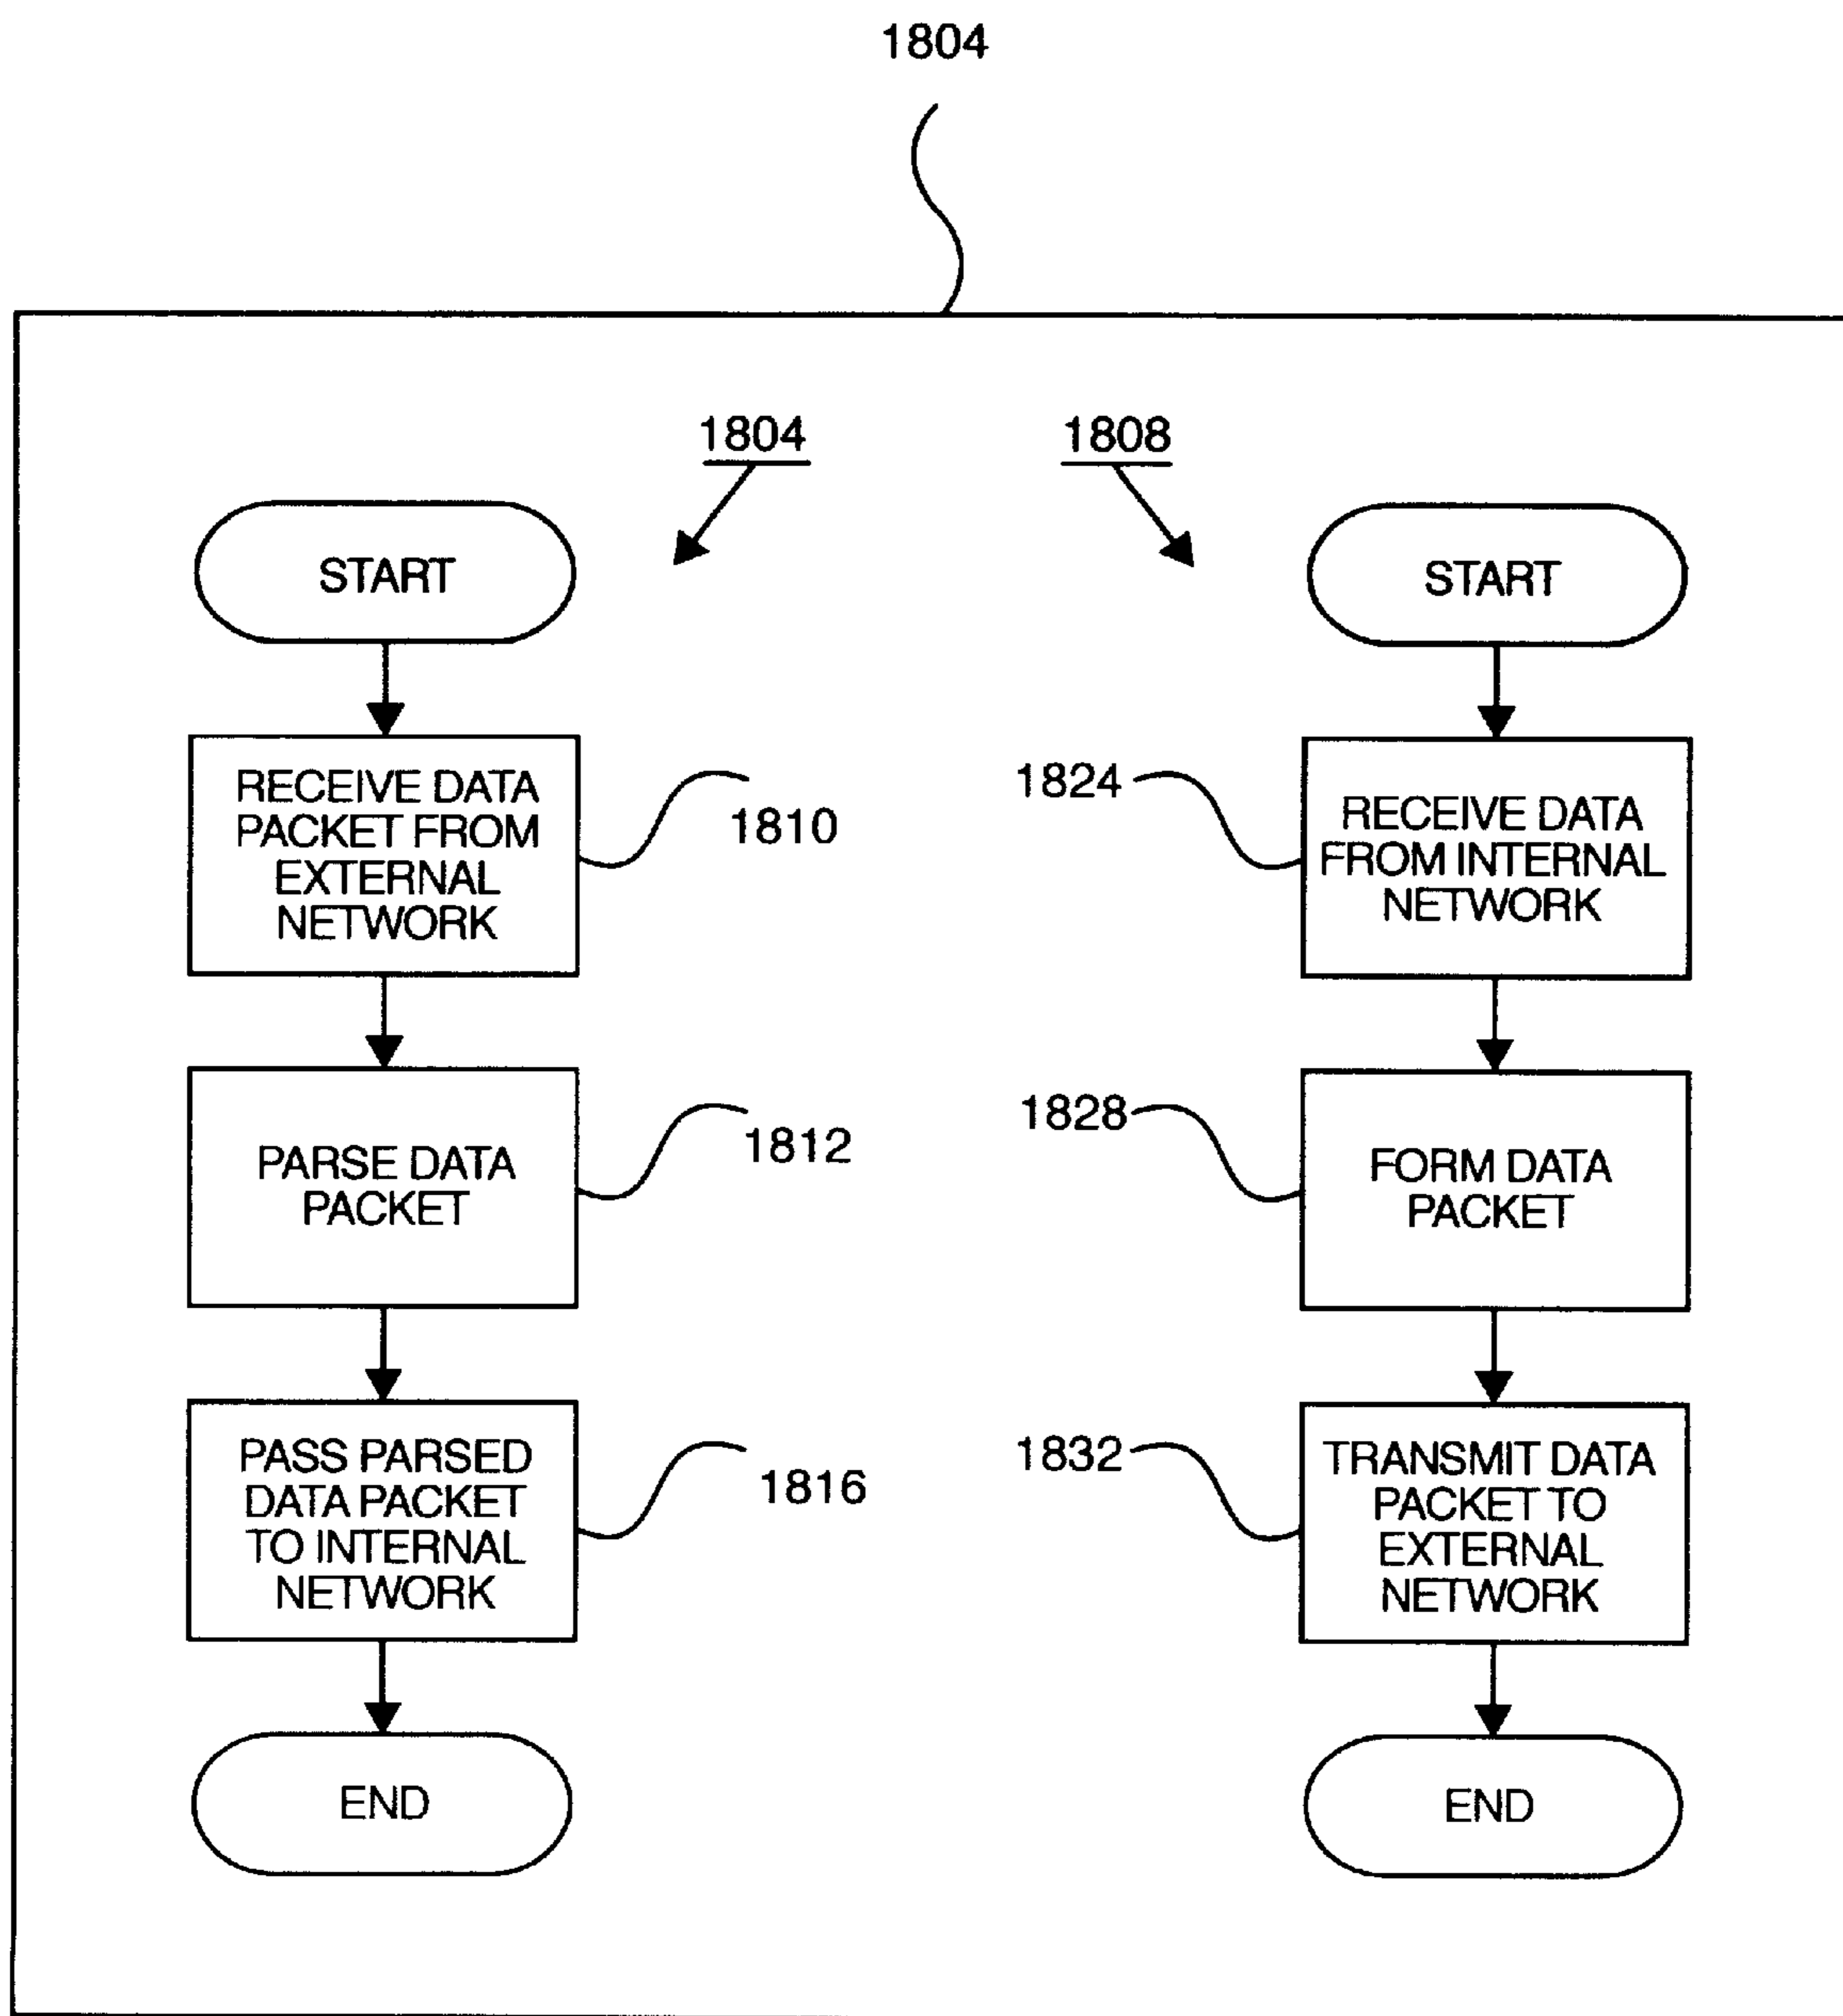 1804
1804
1808
START
RECEIVE DATA
PACKET FROM
EXTERNAL
NETWORK
1810
PARSE DATA
PACKET
1812
PASS PARSED
DATA PACKET
TO INTERNAL
NETWORK
1816
END
START
1824
RECEIVE DATA
FROM INTERNAL
NETWORK
1828
FORM DATA
PACKET
1832
TRANSMIT DATA
PACKET TO
EXTERNAL
NETWORK
END